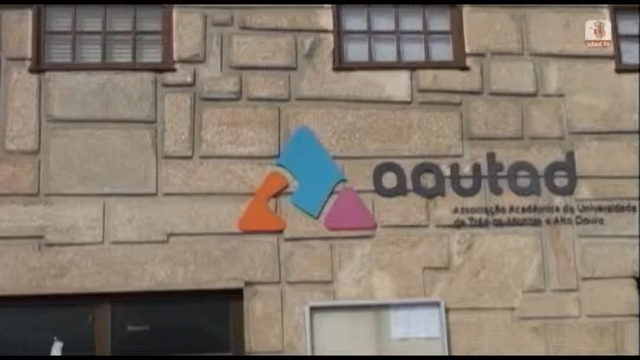 aautad
Associação Académica da Universidade
de Trás-os-Montes e Alto Douro